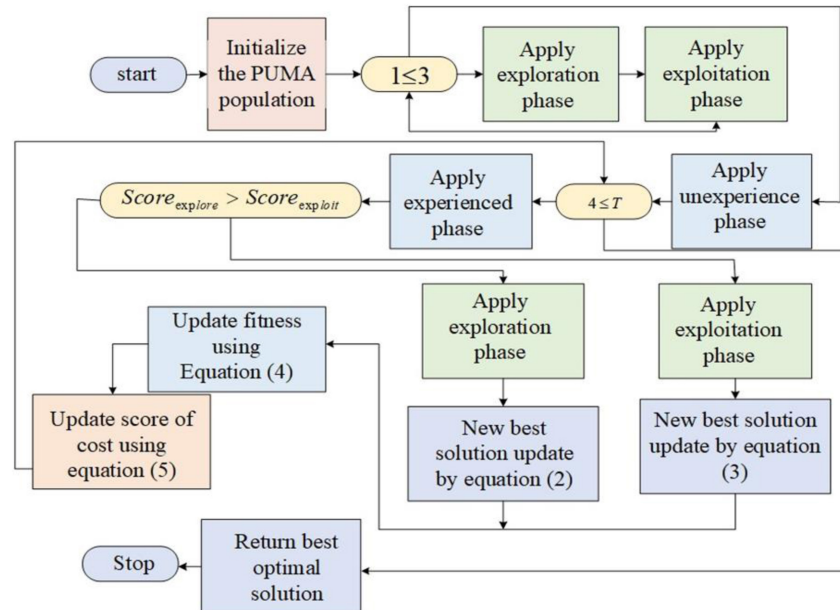 start
Initialize
the PUMA
population
1≤3
Apply
exploration
phase
Apply
exploitation
phase
Score_explore > Score_exploit
Apply
experienced
phase
4 ≤ T
Apply
unexperience
phase
Update fitness
using
Equation (4)
Apply
exploration
phase
Apply
exploitation
phase
Update score of
cost using
equation (5)
New best
solution update
by equation (2)
New best solution
update by equation
(3)
Stop
Return best
optimal
solution